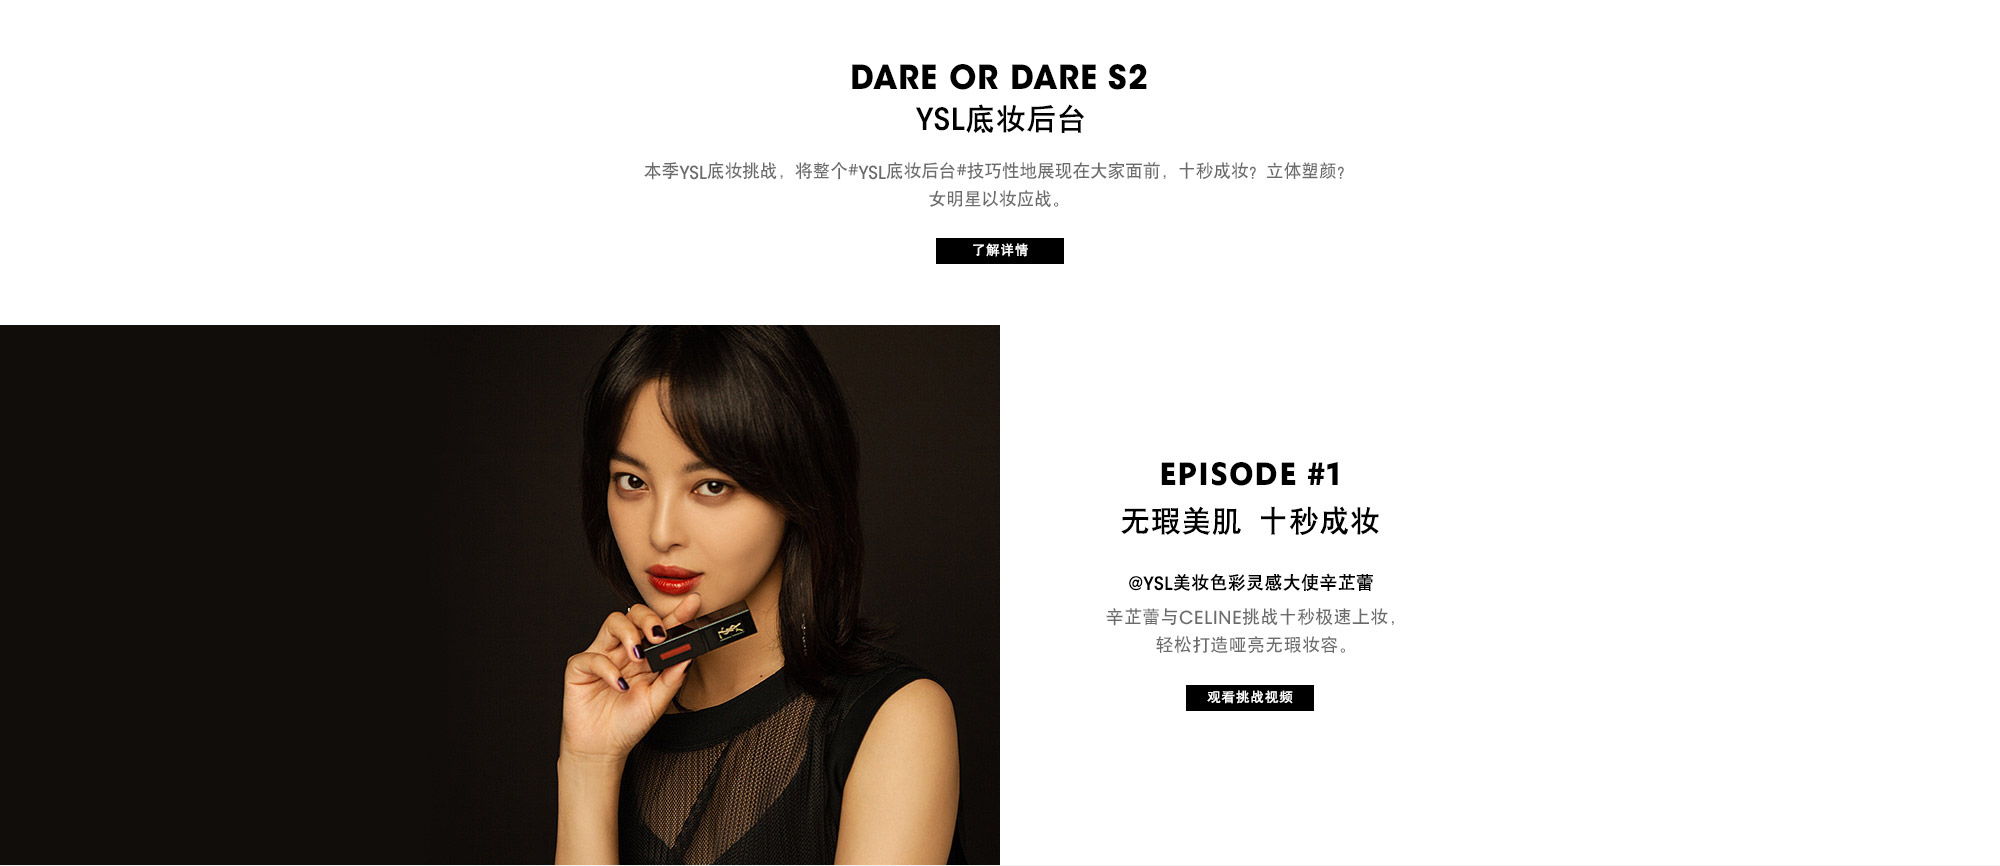 DARE OR DARE S2
YSL底妆后台
本季YSL底妆挑战，将整个#YSL底妆后台#技巧性地展现在大家面前，十秒成妆？立体塑颜？
女明星以妆应战。
了解详情
EPISODE #1
无瑕美肌 十秒成妆
@YSL美妆色彩灵感大使辛芷蕾
辛芷蕾与CELINE挑战十秒极速上妆，
轻松打造哑亮无瑕妆容。
观看挑战视频